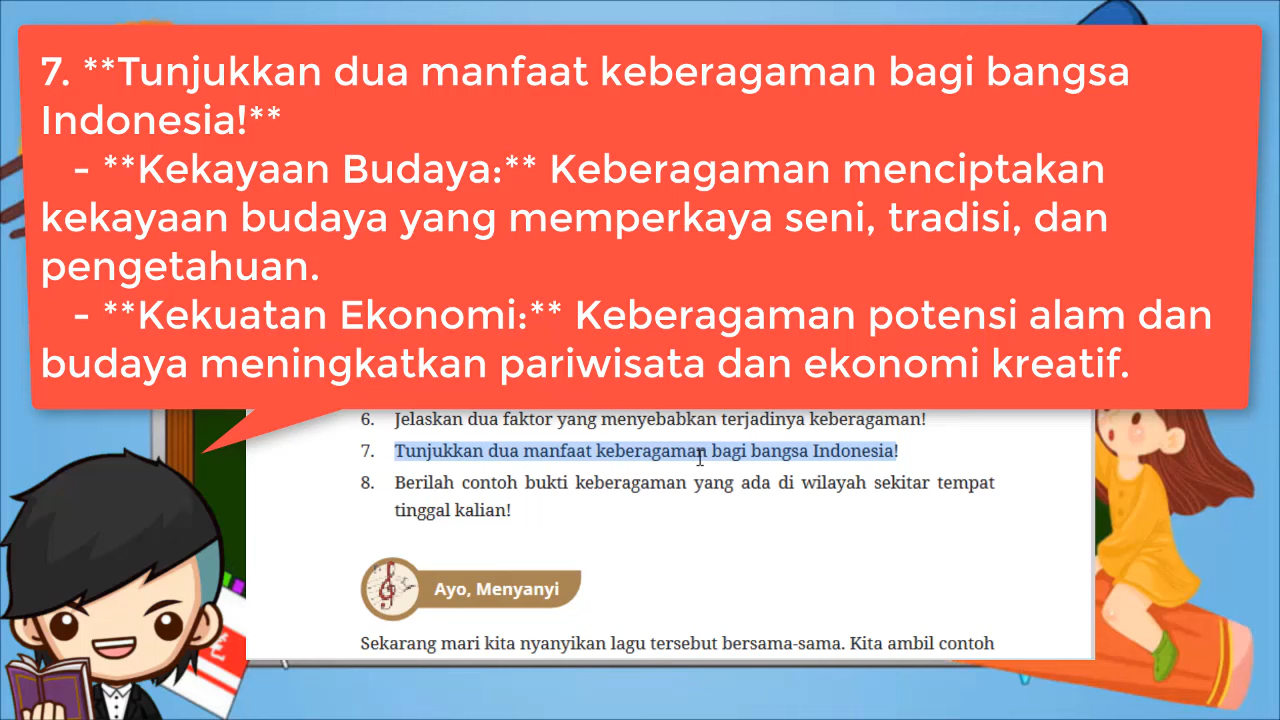 7. **Tunjukkan dua manfaat keberagaman bagi bangsa
Indonesia!**
- **Kekayaan Budaya:** Keberagaman menciptakan
kekayaan budaya yang memperkaya seni, tradisi, dan
pengetahuan.
- **Kekuatan Ekonomi:** Keberagaman potensi alam dan
budaya meningkatkan pariwisata dan ekonomi kreatif.
6. Jelaskan dua faktor yang menyebabkan terjadinya keberagaman!
7. Tunjukkan dua manfaat keberagaman bagi bangsa Indonesia!
8. Berilah contoh bukti keberagaman yang ada di wilayah sekitar tempat
tinggal kalian!
Ayo, Menyanyi
Sekarang mari kita nyanyikan lagu tersebut bersama-sama. Kita ambil contoh